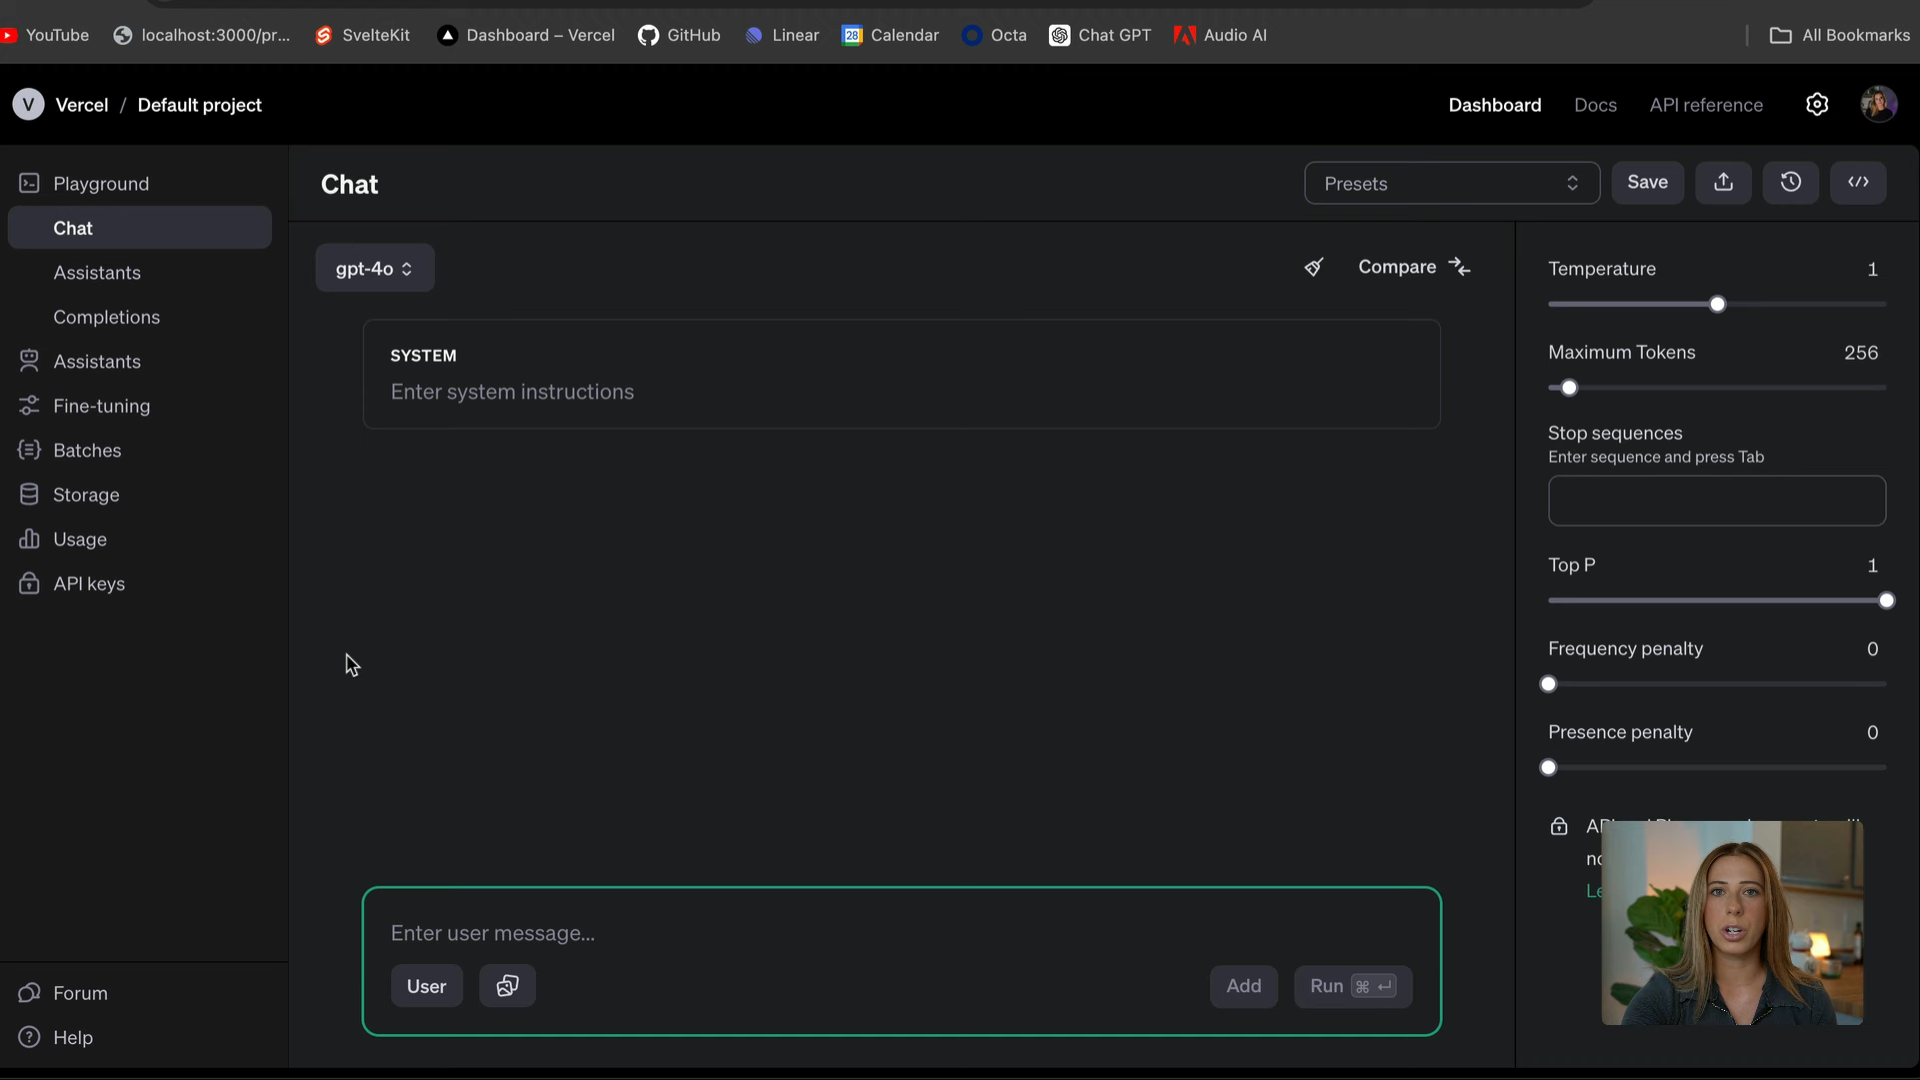 YouTube localhost:3000/pr... SvelteKit Dashboard – Vercel GitHub Linear 28 Calendar Octa Chat GPT Audio AI All Bookmarks
V Vercel / Default project Dashboard Docs API reference
Playground
Chat
Assistants
Completions
Assistants
Fine-tuning
Batches
Storage
Usage
API keys
Forum
Help
Chat Presets Save
gpt-4o Compare
SYSTEM
Enter system instructions
Enter user message...
User Add Run ⌘ ↵
Temperature 1
Maximum Tokens 256
Stop sequences
Enter sequence and press Tab
Top P 1
Frequency penalty 0
Presence penalty 0